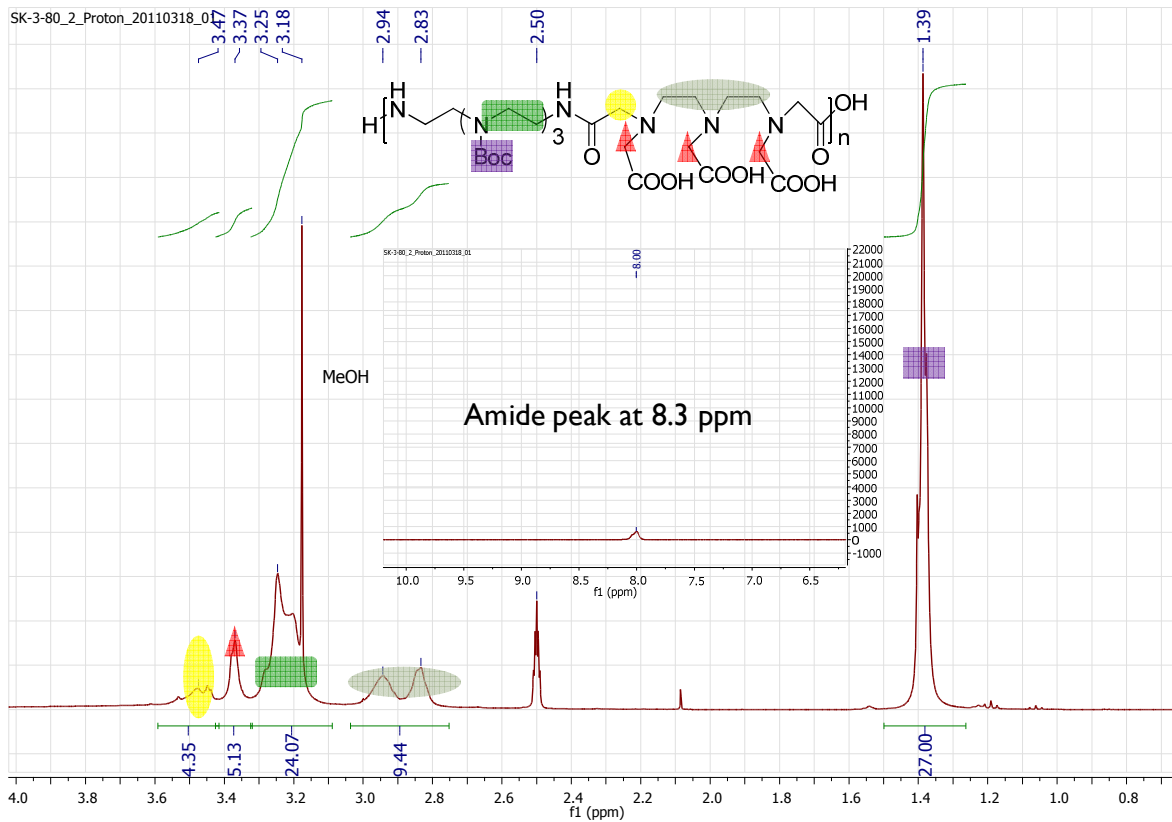 SK-3-80_2_Proton_20110318_01
3.47
3.37
3.25
3.18
2.94
2.83
2.50
1.39
H
N
H
N
Boc
3
H
N
O
N
N
N
COOH
COOH
COOH
O
OH
n
MeOH
SK-3-80_2_Proton_20110318_01
8.00
22000
21000
20000
19000
18000
17000
16000
15000
14000
13000
12000
11000
10000
9000
8000
7000
6000
5000
4000
3000
2000
1000
0
-1000
Amide peak at 8.3 ppm
10.0 9.5 9.0 8.5 8.0 7.5 7.0 6.5
f1 (ppm)
4.35
5.13
24.07
9.44
27.00
4.0 3.8 3.6 3.4 3.2 3.0 2.8 2.6 2.4 2.2 2.0 1.8 1.6 1.4 1.2 1.0 0.8
f1 (ppm)